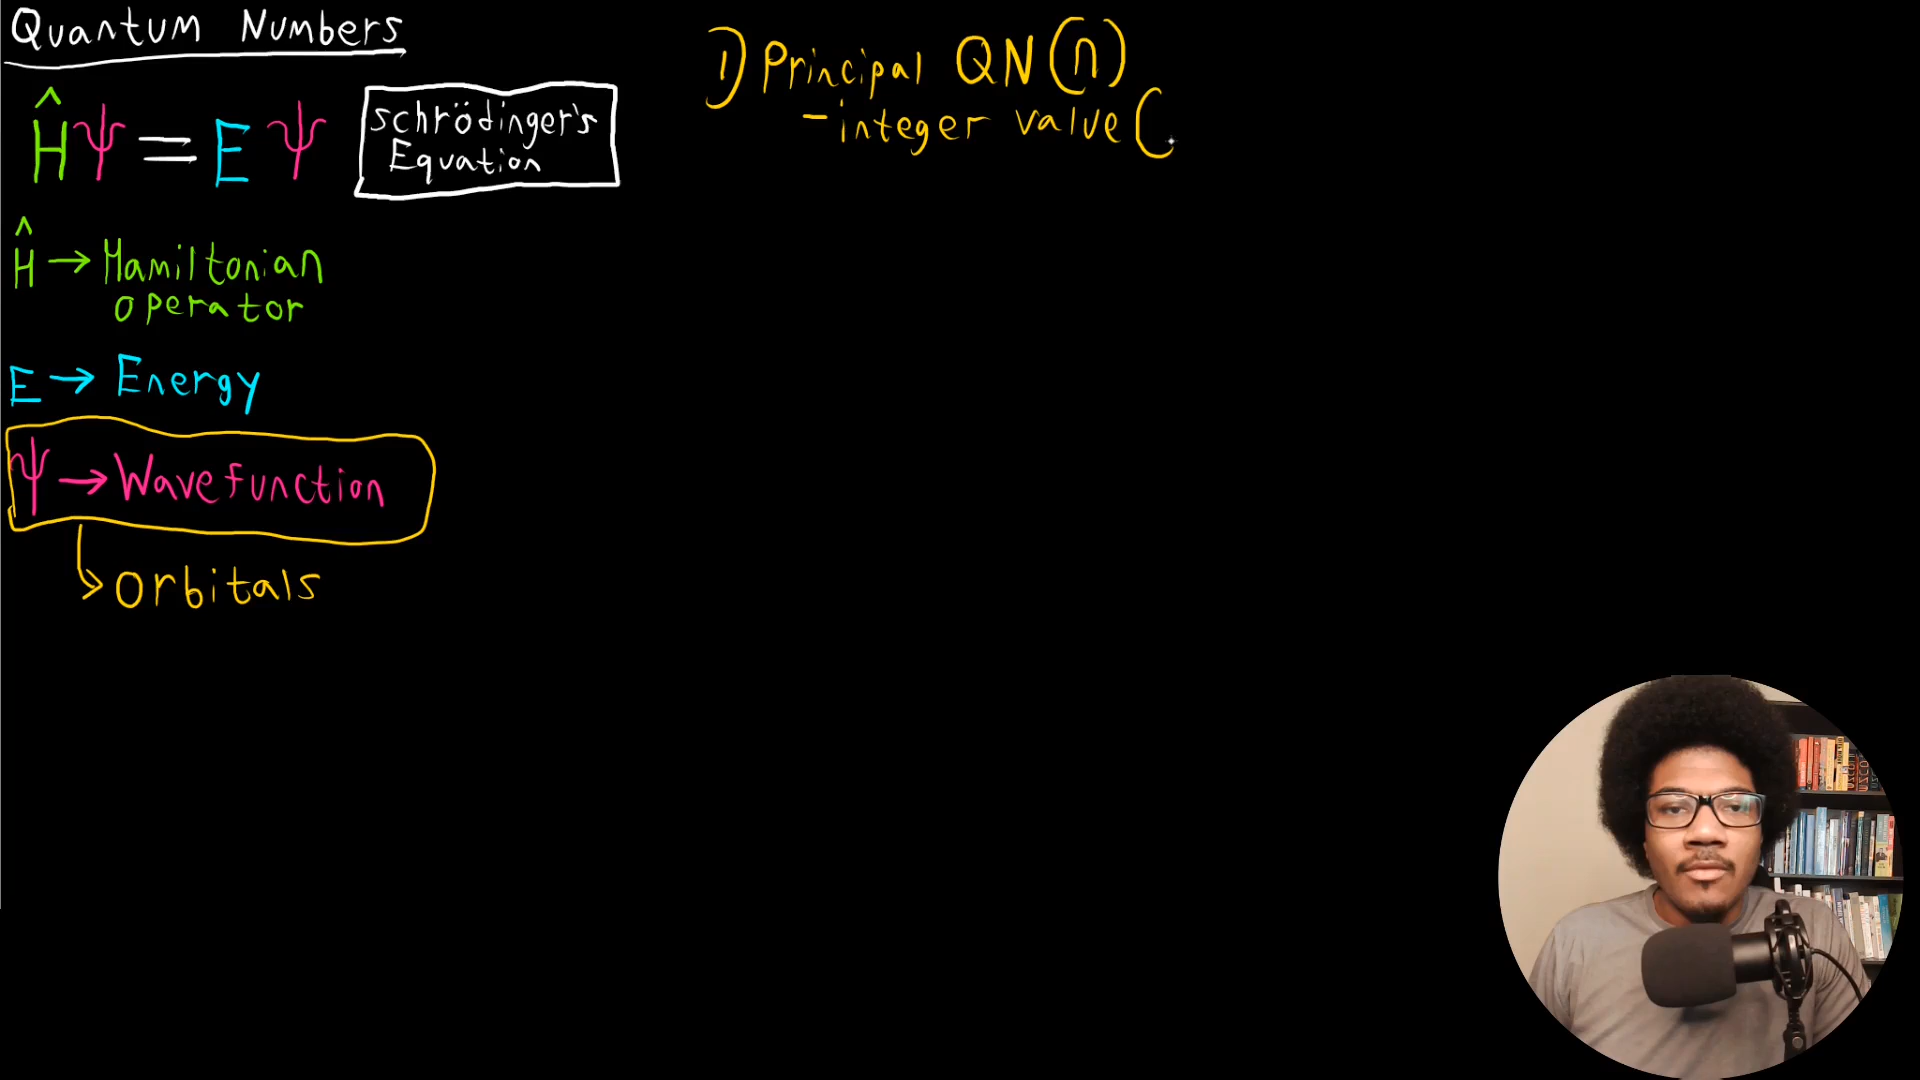 Quantum Numbers
Ĥψ = Eψ
schrödinger's
Equation
Ĥ → Hamiltonian
operator
E → Energy
ψ → Wavefunction
↳ orbitals
1) Principal QN (n)
- integer value (